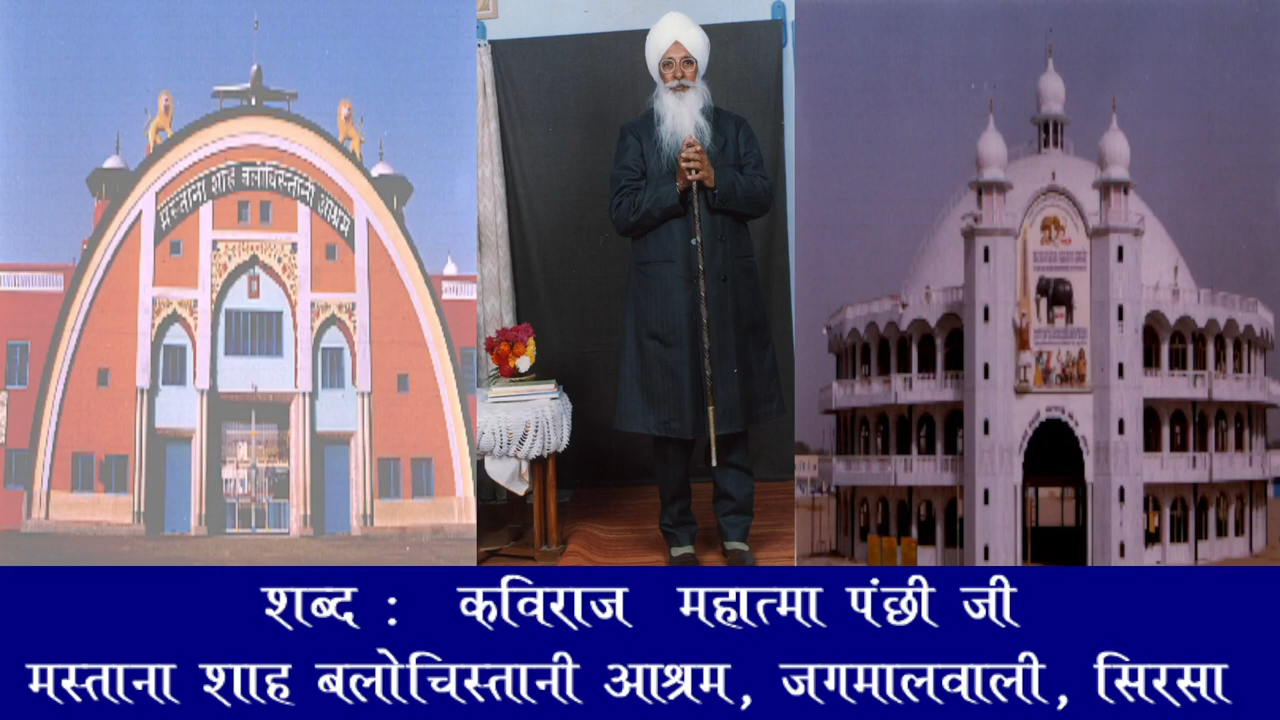 मस्ताना शाह बलोचिस्तानी आश्रम
शब्द : कविराज महात्मा पंछी जी
मस्ताना शाह बलोचिस्तानी आश्रम, जगमालवाली, सिरसा